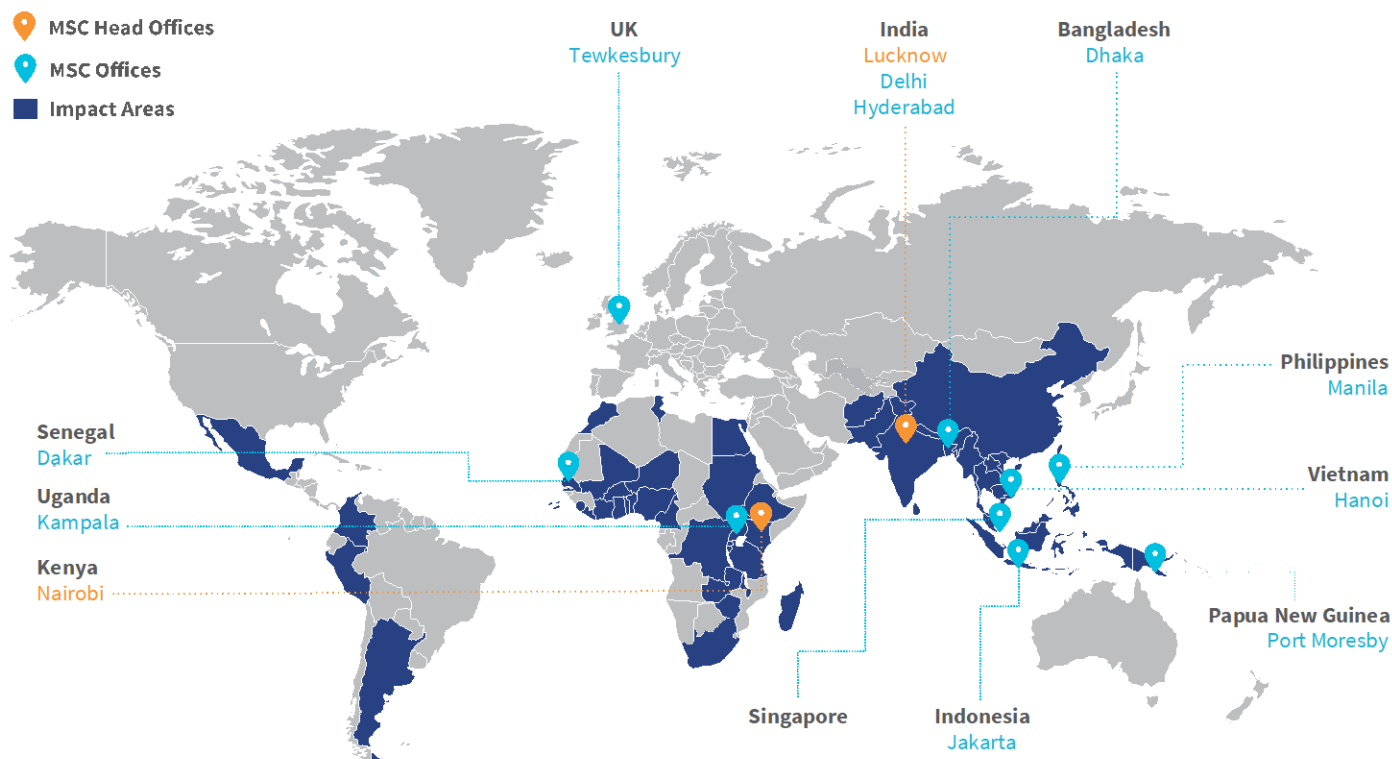 MSC Head Offices
MSC Offices
Impact Areas
UK
Tewkesbury
India
Lucknow
Delhi
Hyderabad
Bangladesh
Dhaka
Philippines
Manila
Senegal
Dakar
Vietnam
Hanoi
Uganda
Kampala
Kenya
Nairobi
Papua New Guinea
Port Moresby
Singapore
Indonesia
Jakarta